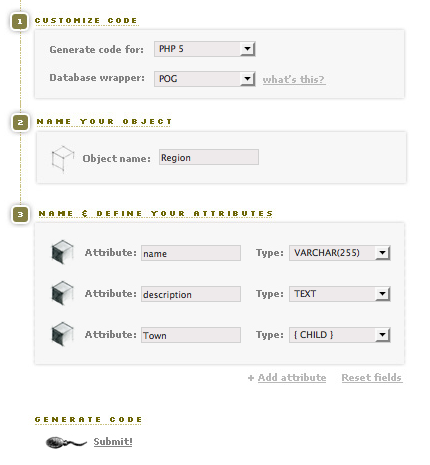 1 CUSTOMIZE CODE
Generate code for: PHP 5
Database wrapper: POG what's this?
2 NAME YOUR OBJECT
Object name: Region
3 NAME & DEFINE YOUR ATTRIBUTES
Attribute: name Type: VARCHAR(255)
Attribute: description Type: TEXT
Attribute: Town Type: { CHILD }
+ Add attribute Reset fields
GENERATE CODE
Submit!